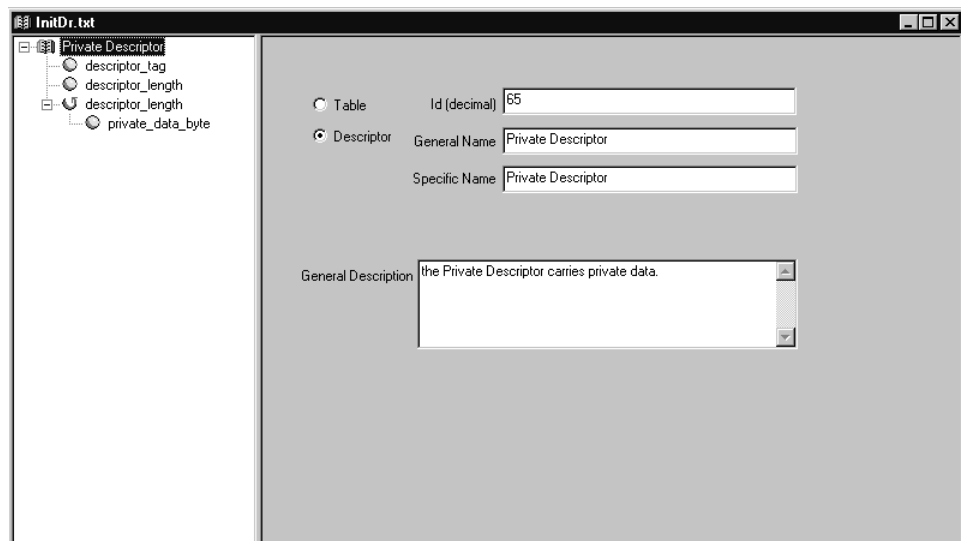 InitDr.txt
Private Descriptor
descriptor_tag
descriptor_length
descriptor_length
private_data_byte
Table
Id (decimal) 65
Descriptor
General Name Private Descriptor
Specific Name Private Descriptor
General Description the Private Descriptor carries private data.